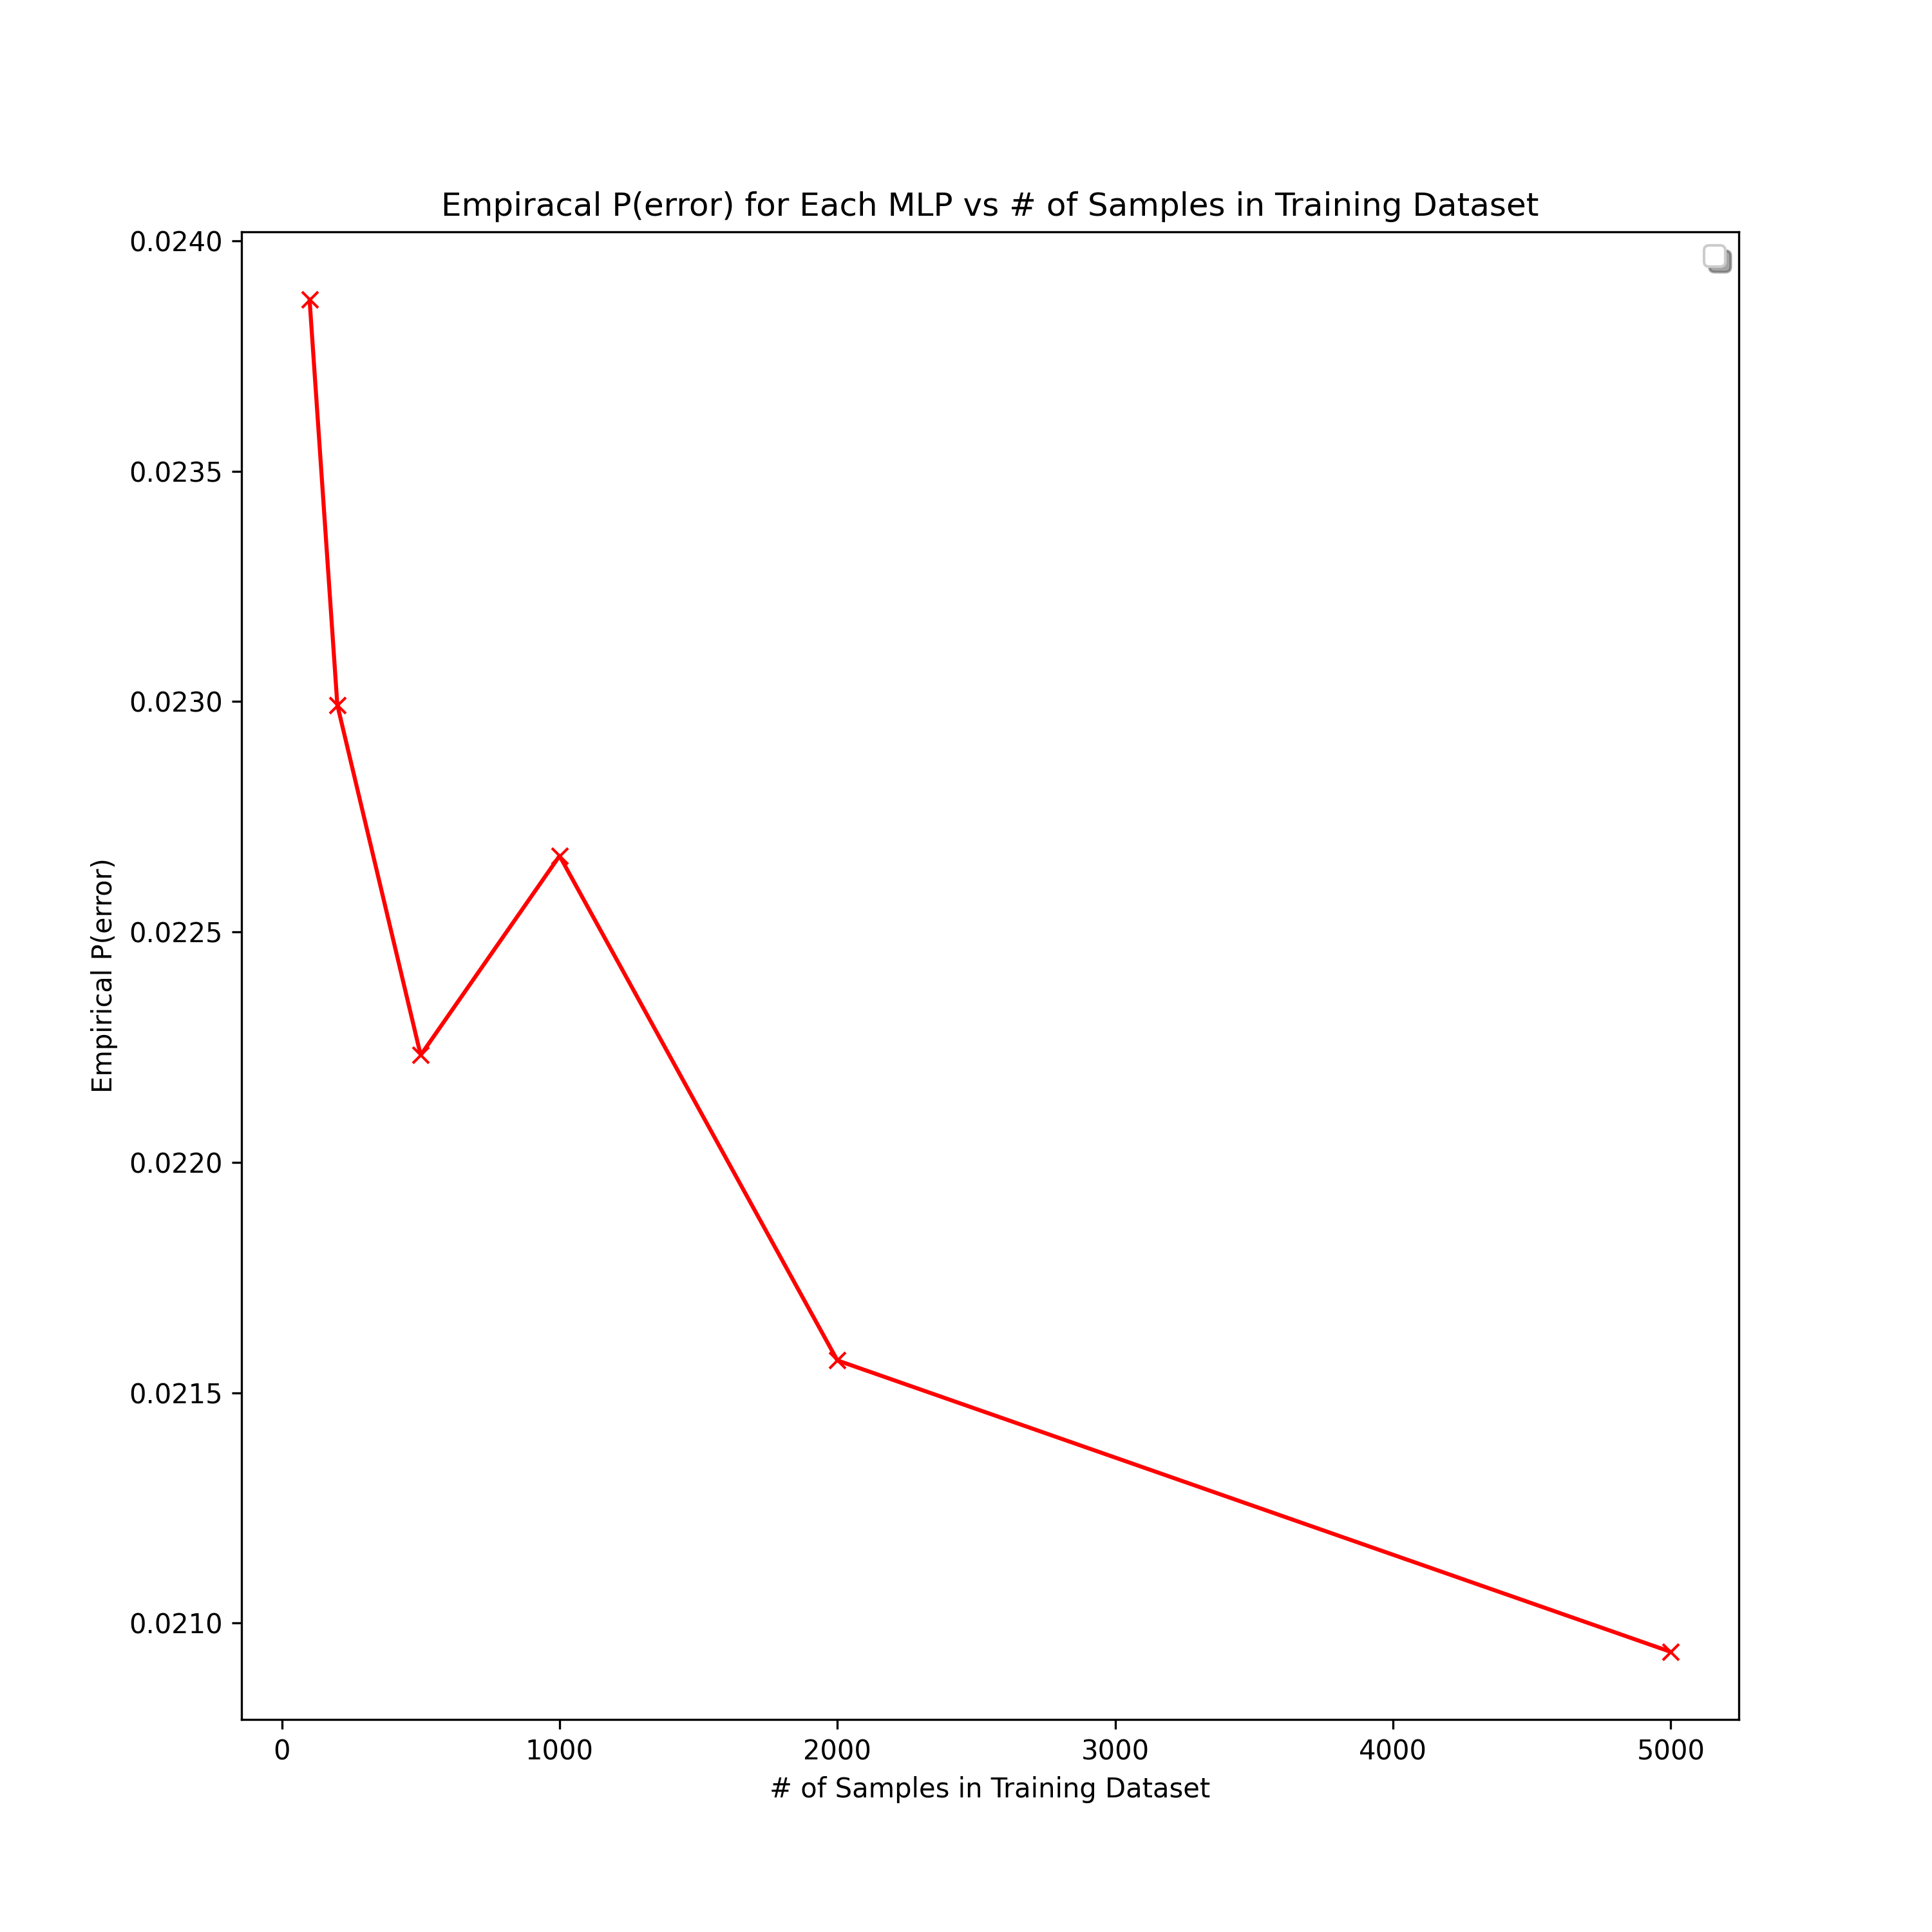 Empiracal P(error) for Each MLP vs # of Samples in Training Dataset
0.0240
0.0235
0.0230
0.0225
0.0220
0.0215
0.0210
Empirical P(error)
0 1000 2000 3000 4000 5000
# of Samples in Training Dataset